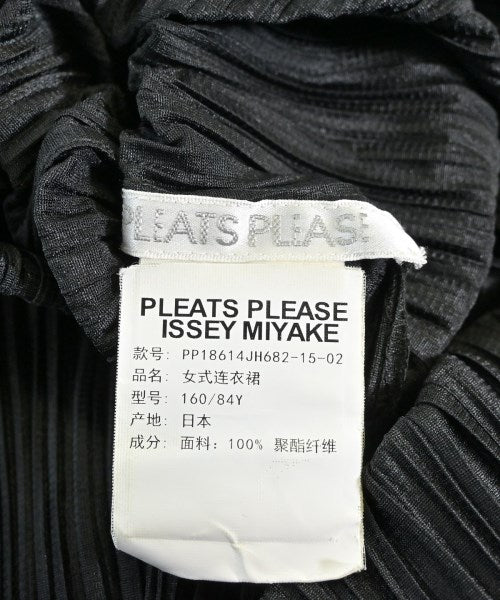 PLEATS PLEASE
PLEATS PLEASE
ISSEY MIYAKE
款号: PP18614JH682-15-02
品名: 女式连衣裙
型号: 160/84Y
产地: 日本
成分: 面料: 100% 聚酯纤维